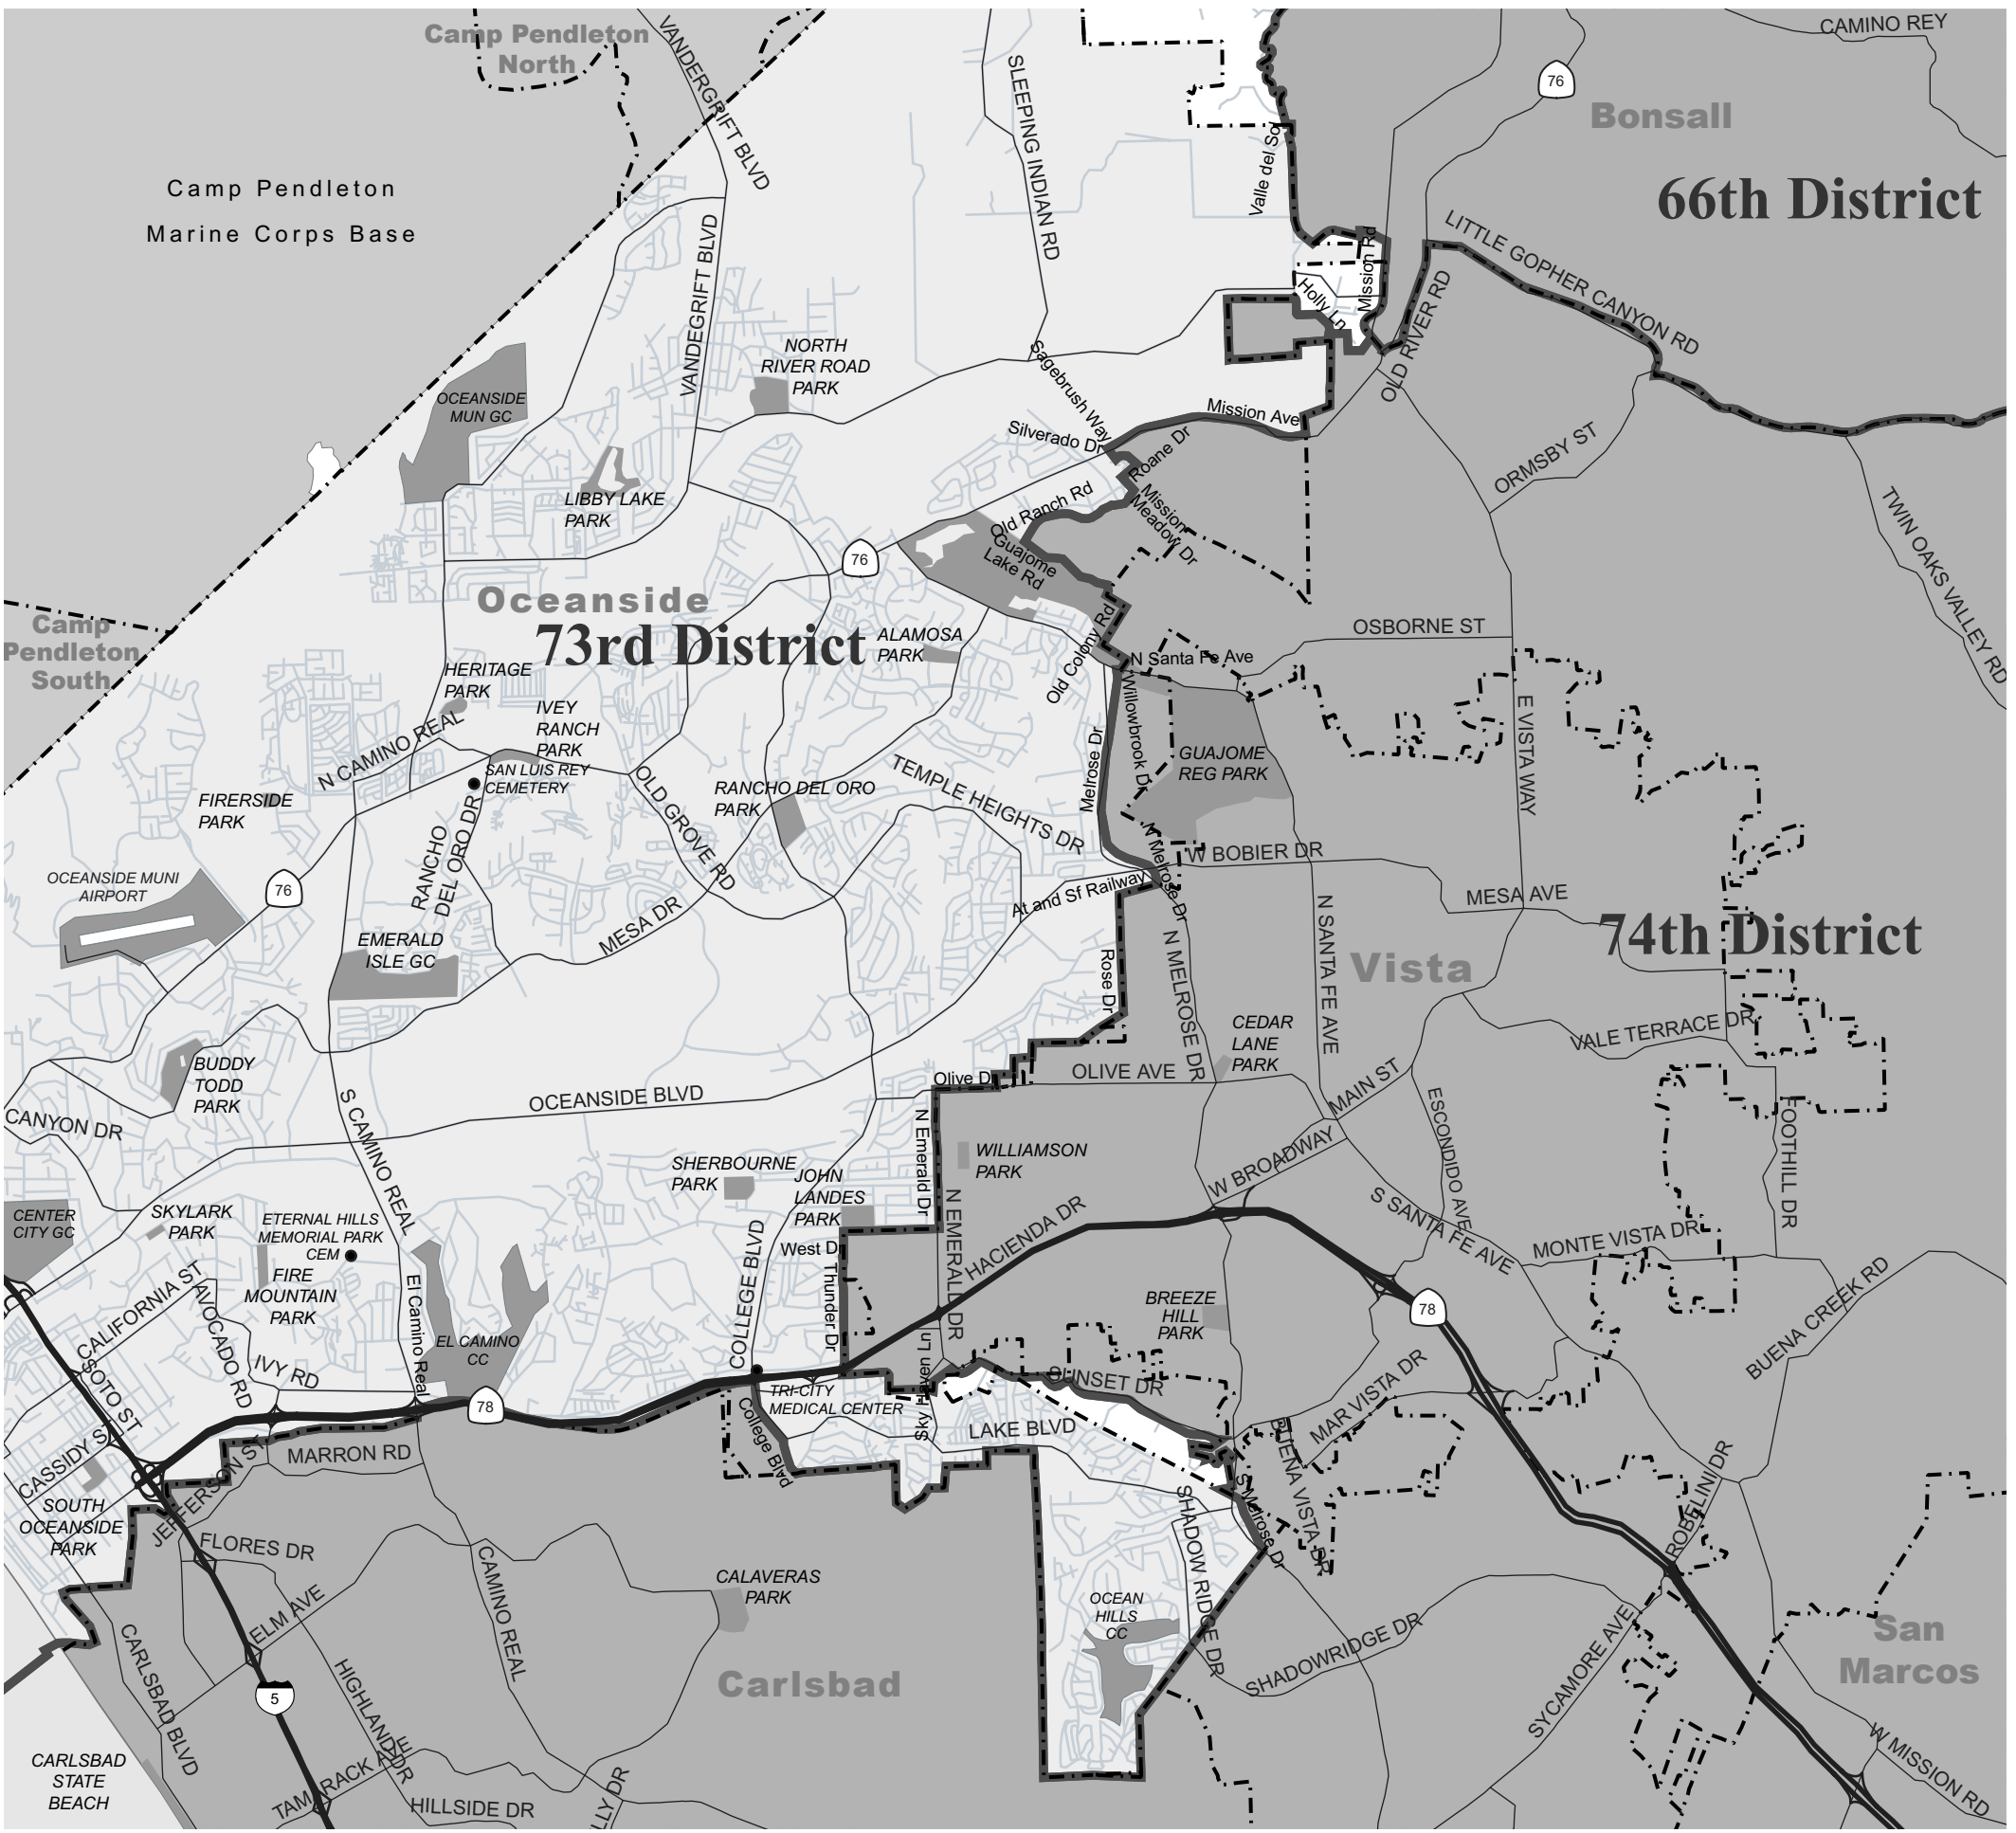 Camp Pendleton
North
VANDERGRIFT BLVD
SLEEPING INDIAN RD
CAMINO REY
76
Bonsall
Camp Pendleton
Marine Corps Base
Valle del Sol
66th District
VANDEGRIFT BLVD
LITTLE GOPHER CANYON RD
Mission Rd
Holly Ln
OLD RIVER RD
NORTH
RIVER ROAD
PARK
Sagebrush Way
OCEANSIDE
MUN GC
Mission Ave
Silverado Dr
Roane Dr
ORMSBY ST
LIBBY LAKE
PARK
Old Ranch Rd
Mission
Meadow Dr
TWIN OAKS VALLEY RD
76
Guajome
Lake Rd
Oceanside
73rd District
Camp
Pendleton
South
ALAMOSA
PARK
Old Colony Rd
OSBORNE ST
N Santa Fe Ave
HERITAGE
PARK
Willowbrook Dr
E VISTA WAY
IVEY
RANCH
PARK
N CAMINO REAL
SAN LUIS REY
CEMETERY
OLD GROVE RD
RANCHO DEL ORO
PARK
TEMPLE HEIGHTS DR
Melrose Dr
GUAJOME
REG PARK
FIRERSIDE
PARK
RANCHO
DEL ORO DR
N Melrose Dr
W BOBIER DR
OCEANSIDE MUNI
AIRPORT
76
MESA DR
At and Sf Railway
MESA AVE
EMERALD
ISLE GC
Rose Dr
N MELROSE DR
N SANTA FE AVE
Vista
74th District
BUDDY
TODD
PARK
CEDAR
LANE
PARK
VALE TERRACE DR
CANYON DR
S CAMINO REAL
OCEANSIDE BLVD
Olive Dr
OLIVE AVE
MAIN ST
ESCONDIDO AVE
FOOTHILL DR
N Emerald Dr
WILLIAMSON
PARK
W BROADWAY
SHERBOURNE
PARK
JOHN
LANDES
PARK
CENTER
CITY GC
SKYLARK
PARK
ETERNAL HILLS
MEMORIAL PARK
CEM
N EMERALD DR
HACIENDA DR
S SANTA FE AVE
MONTE VISTA DR
West Dr
Thunder Dr
COLLEGE BLVD
CALIFORNIA ST
AVOCADO RD
FIRE
MOUNTAIN
PARK
El Camino Real
EL CAMINO
CC
BREEZE
HILL
PARK
78
BUENA CREEK RD
SOTO ST
IVY RD
Sky Haven Ln
SUNSET DR
MAR VISTA DR
78
TRI-CITY
MEDICAL CENTER
College Blvd
LAKE BLVD
BUENA VISTA DR
CASSIDY ST
JEFFERSON ST
MARRON RD
SOUTH
OCEANSIDE
PARK
SHADOW RIDGE DR
S Melrose Dr
ROBELINI DR
FLORES DR
CAMINO REAL
ELM AVE
CALAVERAS
PARK
OCEAN
HILLS
CC
CARLSBAD BLVD
HIGHLAND DR
SHADOWRIDGE DR
SYCAMORE AVE
San
Marcos
Carlsbad
5
CARLSBAD
STATE
BEACH
TAMARACK AVE
HILLSIDE DR
LLY DR
W MISSION RD